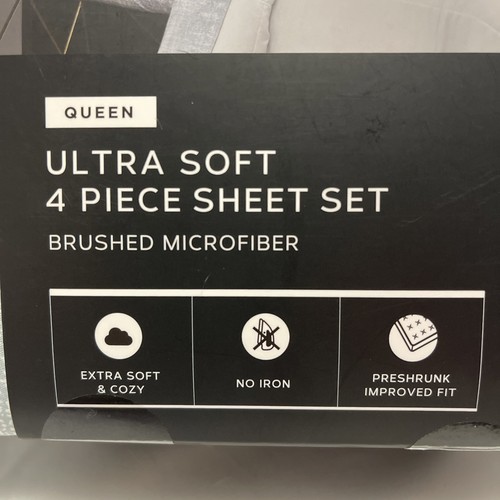 QUEEN
ULTRA SOFT
4 PIECE SHEET SET
BRUSHED MICROFIBER
EXTRA SOFT
& COZY
NO IRON
PRESHRUNK
IMPROVED FIT